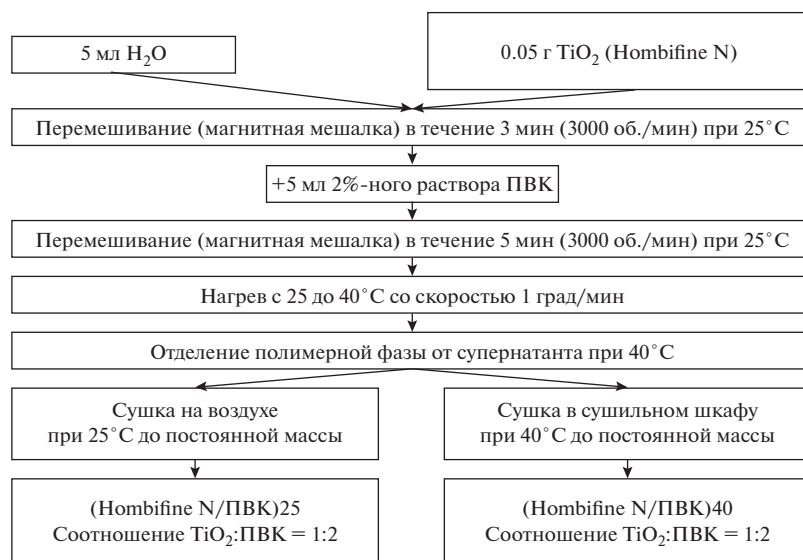 5 мл H₂O
0.05 г TiO₂ (Hombifine N)
Перемешивание (магнитная мешалка) в течение 3 мин (3000 об./мин) при 25°C
+5 мл 2%-ного раствора ПВК
Перемешивание (магнитная мешалка) в течение 5 мин (3000 об./мин) при 25°C
Нагрев с 25 до 40°C со скоростью 1 град/мин
Отделение полимерной фазы от супернатанта при 40°C
Сушка на воздухе
при 25°C до постоянной массы
Сушка в сушильном шкафу
при 40°C до постоянной массы
(Hombifine N/ПВК)25
Соотношение TiO₂:ПВК = 1:2
(Hombifine N/ПВК)40
Соотношение TiO₂:ПВК = 1:2